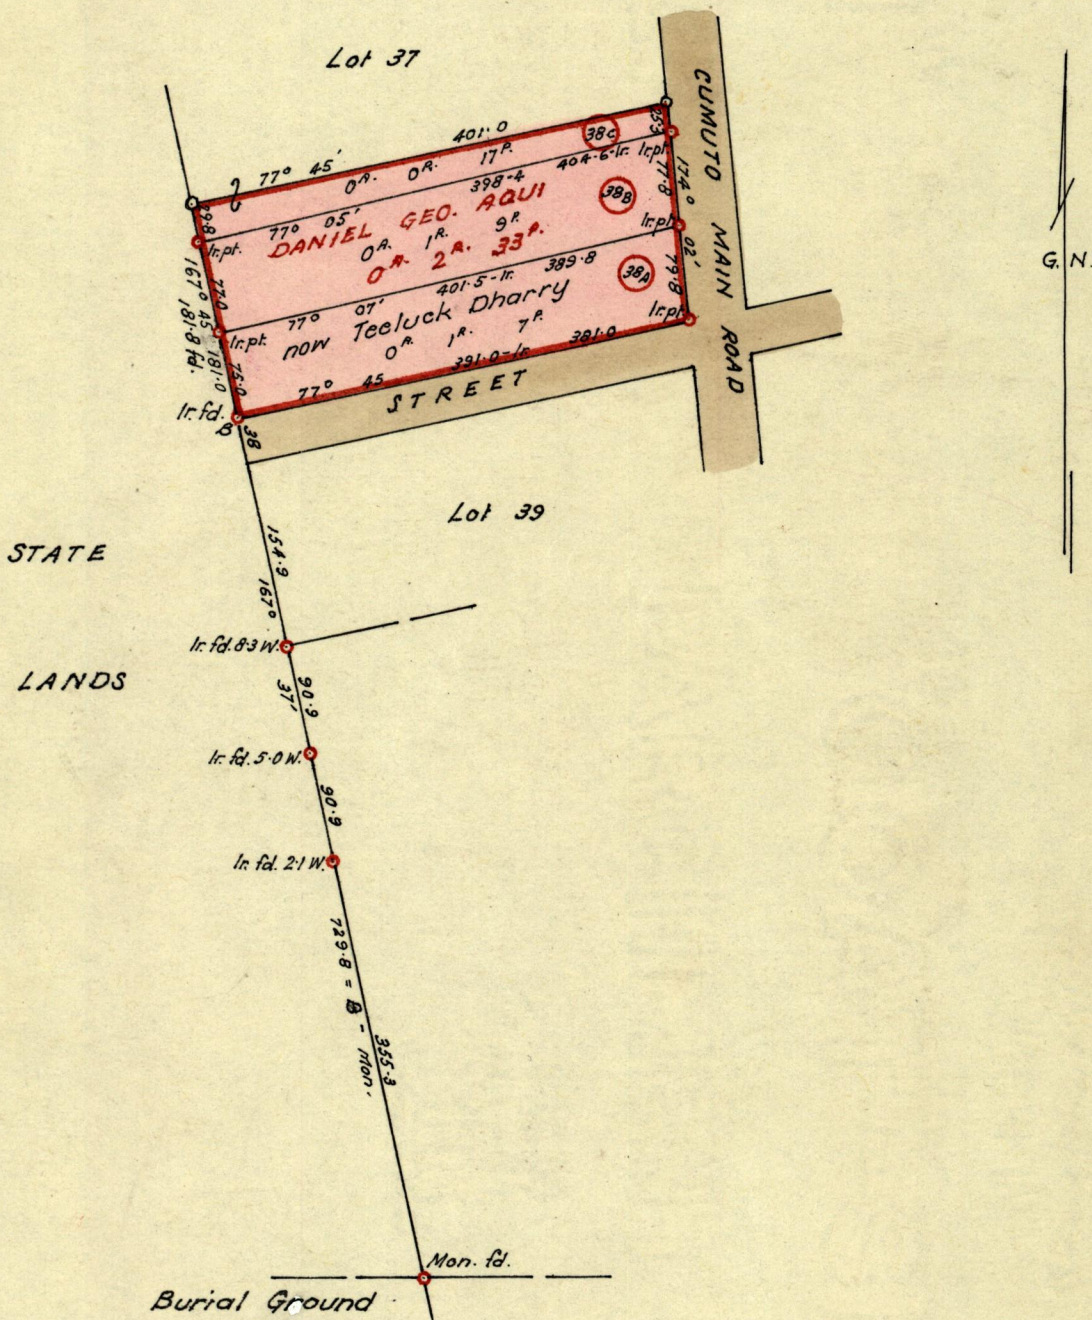 Lot 37
CUMUTO MAIN ROAD
G.N.
401·0
77° 45'
0A. 0R. 17P.
38C
25·3
404·6-Ir.
Ir.pt.
398·4
77° 05'
29·8
Ir.pt.
DANIEL GEO. AQUI
38B
77·8
174°
02'
0A. 1R. 9P.
0A. 2R. 33P.
Ir.pt.
167° 45'
77·0
181·8 fd.
181·0
389·8
401·5-Ir.
77° 07'
Ir.pt.
now Teeluck Dharry
38A
79·8
0A. 1R. 7P.
Ir.pt.
75·0
381·0
391·0-Ir.
77° 45
STREET
Ir. fd.
B
38
Lot 39
STATE
LANDS
154·9
167°
Ir. fd. 8·3 W.
90·9
37'
Ir. fd. 5·0 W.
90·9
Ir. fd. 2·1 W.
729·8 = B - Mon.
355·3
Mon. fd.
Burial Ground